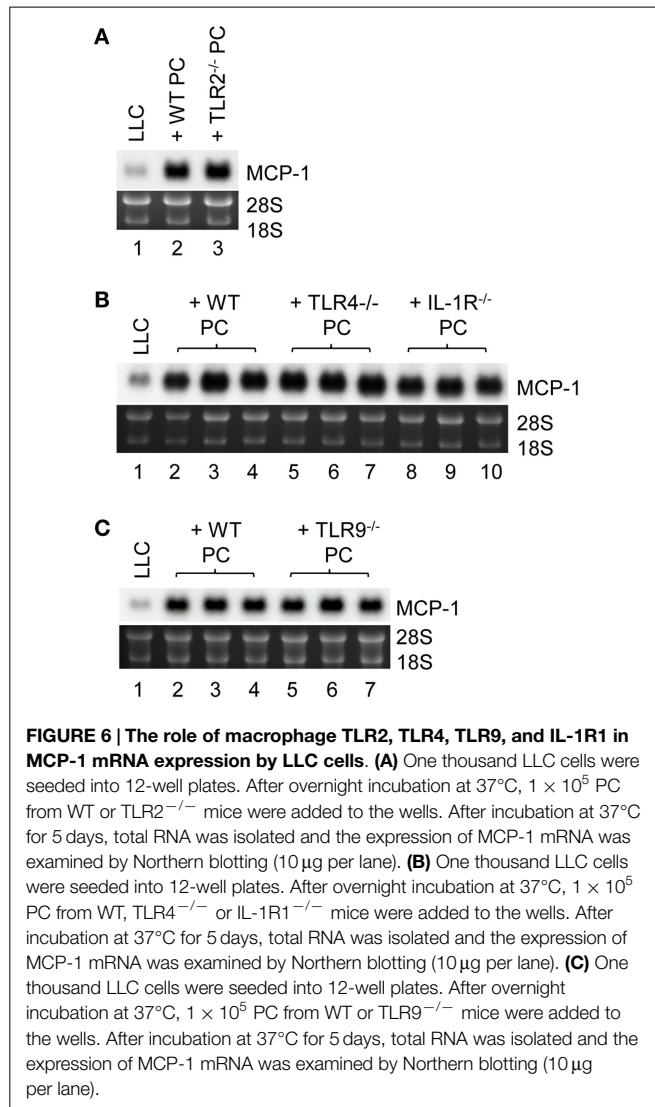 A
LLC
+ WT PC
+ TLR2-/- PC
MCP-1
28S
18S
1 2 3
B
+ WT PC
+ TLR4-/- PC
+ IL-1R-/- PC
LLC
MCP-1
28S
18S
1 2 3 4 5 6 7 8 9 10
C
+ WT PC
+ TLR9-/- PC
LLC
MCP-1
28S
18S
1 2 3 4 5 6 7
FIGURE 6 | The role of macrophage TLR2, TLR4, TLR9, and IL-1R1 in
MCP-1 mRNA expression by LLC cells. (A) One thousand LLC cells were
seeded into 12-well plates. After overnight incubation at 37°C, 1 × 10⁵ PC
from WT or TLR2−/− mice were added to the wells. After incubation at 37°C
for 5 days, total RNA was isolated and the expression of MCP-1 mRNA was
examined by Northern blotting (10 μg per lane). (B) One thousand LLC cells
were seeded into 12-well plates. After overnight incubation at 37°C, 1 × 10⁵
PC from WT, TLR4−/− or IL-1R1−/− mice were added to the wells. After
incubation at 37°C for 5 days, total RNA was isolated and the expression of
MCP-1 mRNA was examined by Northern blotting (10 μg per lane). (C) One
thousand LLC cells were seeded into 12-well plates. After overnight
incubation at 37°C, 1 × 10⁵ PC from WT or TLR9−/− mice were added to
the wells. After incubation at 37°C for 5 days, total RNA was isolated and the
expression of MCP-1 mRNA was examined by Northern blotting (10 μg
per lane).